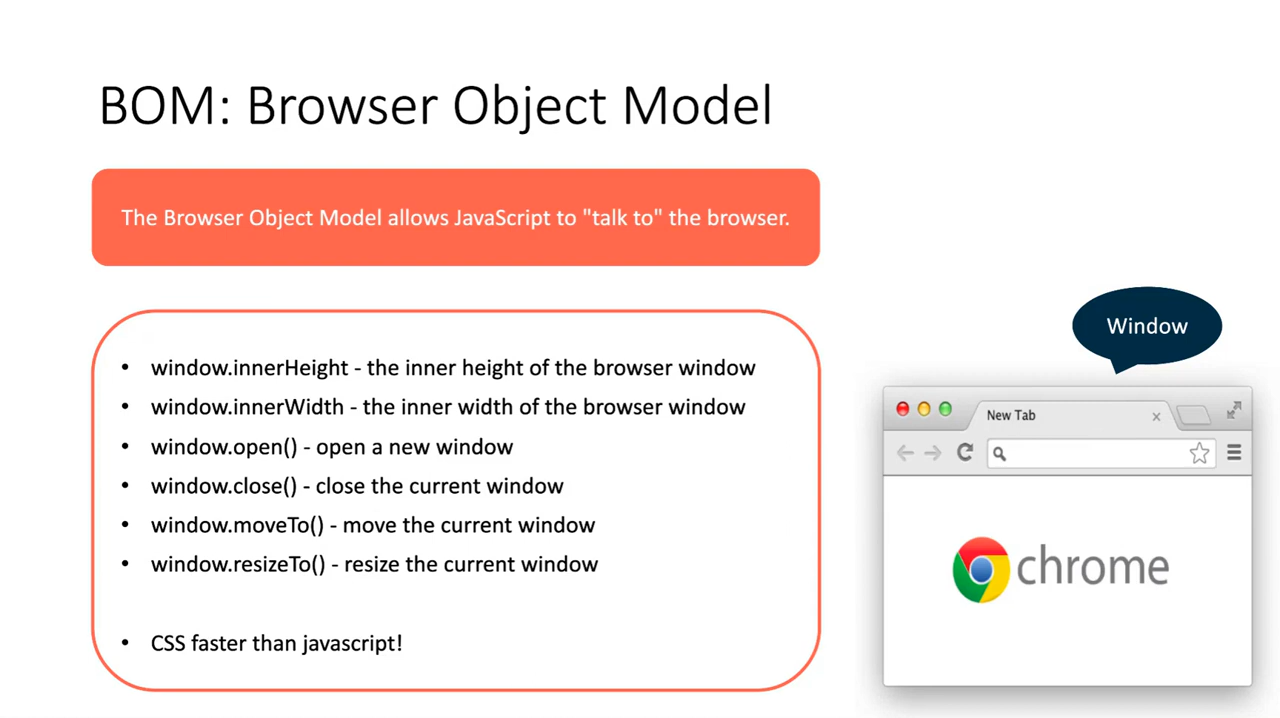 BOM: Browser Object Model
The Browser Object Model allows JavaScript to "talk to" the browser.
• window.innerHeight - the inner height of the browser window
• window.innerWidth - the inner width of the browser window
• window.open() - open a new window
• window.close() - close the current window
• window.moveTo() - move the current window
• window.resizeTo() - resize the current window
• CSS faster than javascript!
Window
New Tab
chrome